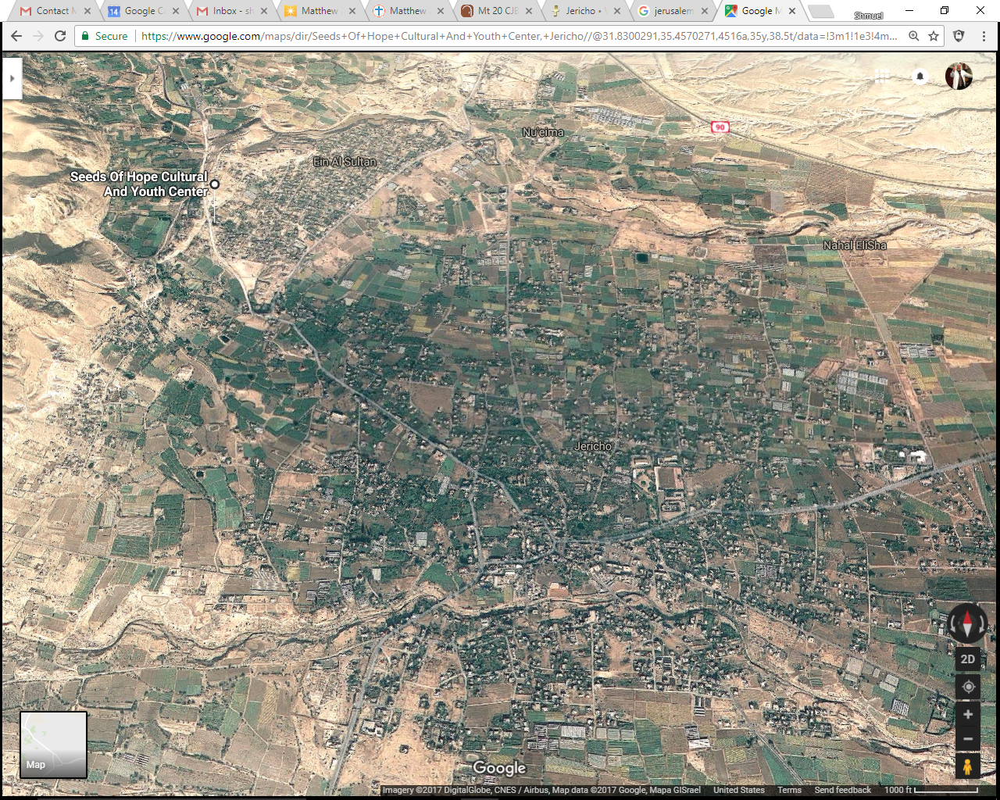 Contact M
14
Google C
Inbox - sh
Matthew
Matthew
Mt 20 CJB
Jericho • V
jerusalem
Google M
Shmuel
Secure
https://www.google.com/maps/dir/Seeds+Of+Hope+Cultural+And+Youth+Center,+Jericho//@31.8300291,35.4570271,4516a,35y,38.5t/data=!3m1!1e3!4m...
90
Nu'eima
Ein Al Sultan
Seeds Of Hope Cultural
And Youth Center
Nahal EliSha
Jericho
2D
Map
Google
Imagery ©2017 DigitalGlobe, CNES / Airbus, Map data ©2017 Google, Mapa GISrael
United States
Terms
Send feedback
1000 ft